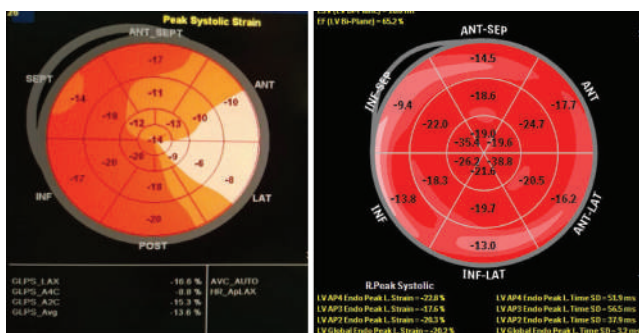 Peak Systolic Strain
ANT_SEPT
-17
SEPT
ANT
-14
-11
-10
-18
-12
-13
-10
-14
-20
-26
-9
-6
-17
-18
-8
INF
LAT
-20
POST
GLPS_LAX -16.6 % AVC_AUTO
GLPS_A4C -8.8 % HR_ApLAX
GLPS_A2C -15.3 %
GLPS_Avg -13.6 %
EF (LV Bi-Plane) = 65.2%
ANT-SEP
-14.5
INF-SEP
ANT
-9.4
-18.6
-17.7
-22.0
-19.0
-24.7
-35.4
-19.6
-26.2
-38.8
-21.6
-18.3
-20.5
-13.8
-19.7
-16.2
INF
ANT-LAT
-13.0
INF-LAT
R.Peak Systolic
LV AP4 Endo Peak L. Strain = -22.8 % LV AP4 Endo Peak L. Time SD = 51.9 ms
LV AP3 Endo Peak L. Strain = -17.6 % LV AP3 Endo Peak L. Time SD = 56.5 ms
LV AP2 Endo Peak L. Strain = -20.3 % LV AP2 Endo Peak L. Time SD = 37.9 ms
LV Global Endo Peak L. Strain = -20.2 %